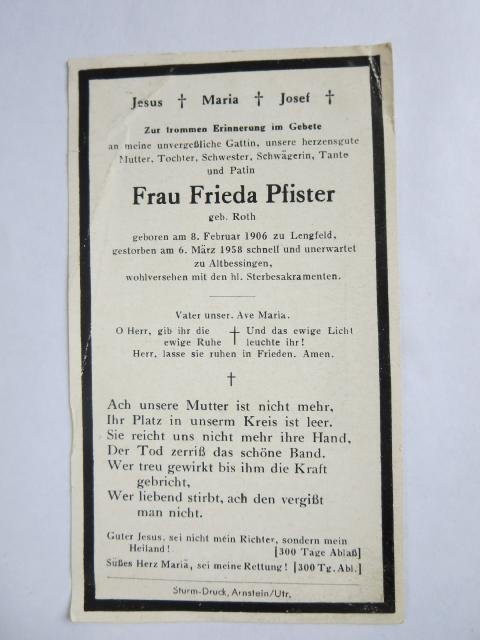 Jesus † Maria † Josef †
Zur frommen Erinnerung im Gebete
an meine unvergeßliche Gattin, unsere herzensgute
Mutter, Tochter, Schwester, Schwägerin, Tante
und Patin
Frau Frieda Pfister
geb. Roth
geboren am 8. Februar 1906 zu Lengfeld,
gestorben am 6. März 1958 schnell und unerwartet
zu Altbessingen,
wohlversehen mit den hl. Sterbesakramenten.
Vater unser. Ave Maria.
O Herr, gib ihr die † Und das ewige Licht
ewige Ruhe leuchte ihr!
Herr, lasse sie ruhen in Frieden. Amen.
†
Ach unsere Mutter ist nicht mehr,
Ihr Platz in unserm Kreis ist leer.
Sie reicht uns nicht mehr ihre Hand,
Der Tod zerriß das schöne Band.
Wer treu gewirkt bis ihm die Kraft
gebricht,
Wer liebend stirbt, ach den vergißt
man nicht.
Guter Jesus, sei nicht mein Richter, sondern mein
Heiland! [300 Tage Ablaß]
Süßes Herz Mariä, sei meine Rettung! [300 Tg. Abl.]
Sturm-Druck, Arnstein/Ufr.